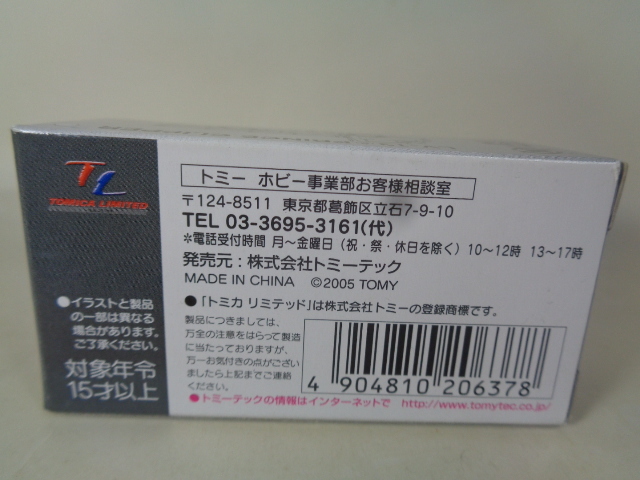 TL
TOMICA LIMITED
トミー ホビー事業部お客様相談室
〒124-8511 東京都葛飾区立石7-9-10
TEL 03-3695-3161(代)
*電話受付時間 月〜金曜日(祝・祭・休日を除く) 10〜12時 13〜17時
発売元:株式会社トミーテック
MADE IN CHINA ©2005 TOMY
●「トミカ リミテッド」は株式会社トミーの登録商標です。
●イラストと製品
の一部は異なる
場合があります。
ご了承ください。
対象年令
15才以上
製品につきましては、
万全の注意をはらって製造
に当たっておりますが、
万一お気付きの点がござい
ましたら上記までご連絡
ください。
4 904810 206378
●トミーテックの情報はインターネットで http://www.tomytec.co.jp/